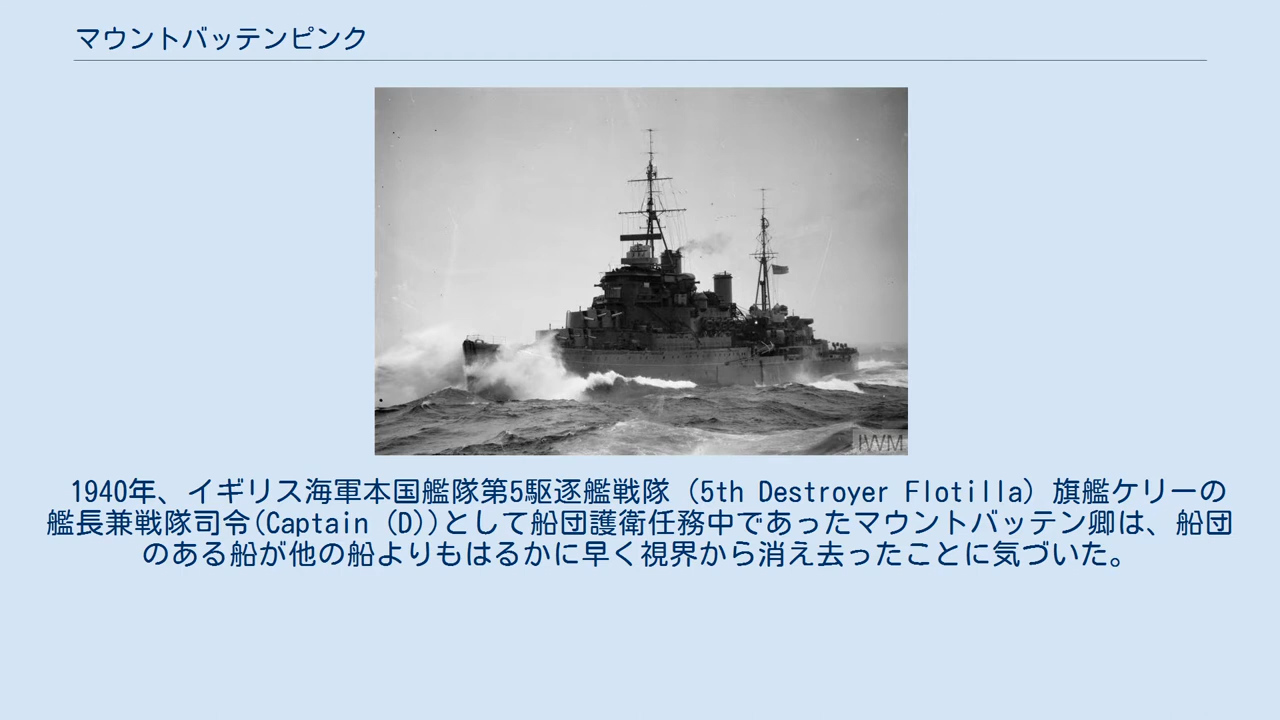 マウントバッテンピンク
IWM
1940年、イギリス海軍本国艦隊第5駆逐艦戦隊 (5th Destroyer Flotilla) 旗艦ケリーの
艦長兼戦隊司令(Captain (D))として船団護衛任務中であったマウントバッテン卿は、船団
のある船が他の船よりもはるかに早く視界から消え去ったことに気づいた。